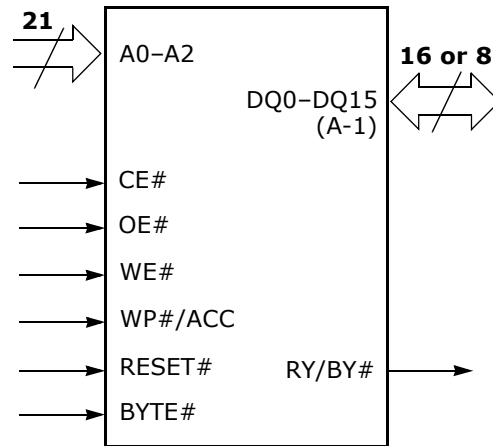 21
A0–A2
16 or 8
DQ0–DQ15
(A-1)
CE#
OE#
WE#
WP#/ACC
RESET#
RY/BY#
BYTE#